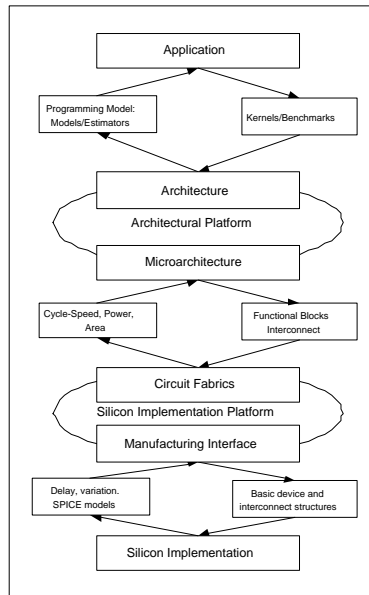 Application
Programming Model:
Models/Estimators
Kernels/Benchmarks
Architecture
Architectural Platform
Microarchitecture
Cycle-Speed, Power,
Area
Functional Blocks
Interconnect
Circuit Fabrics
Silicon Implementation Platform
Manufacturing Interface
Delay, variation.
SPICE models
Basic device and
interconnect structures
Silicon Implementation